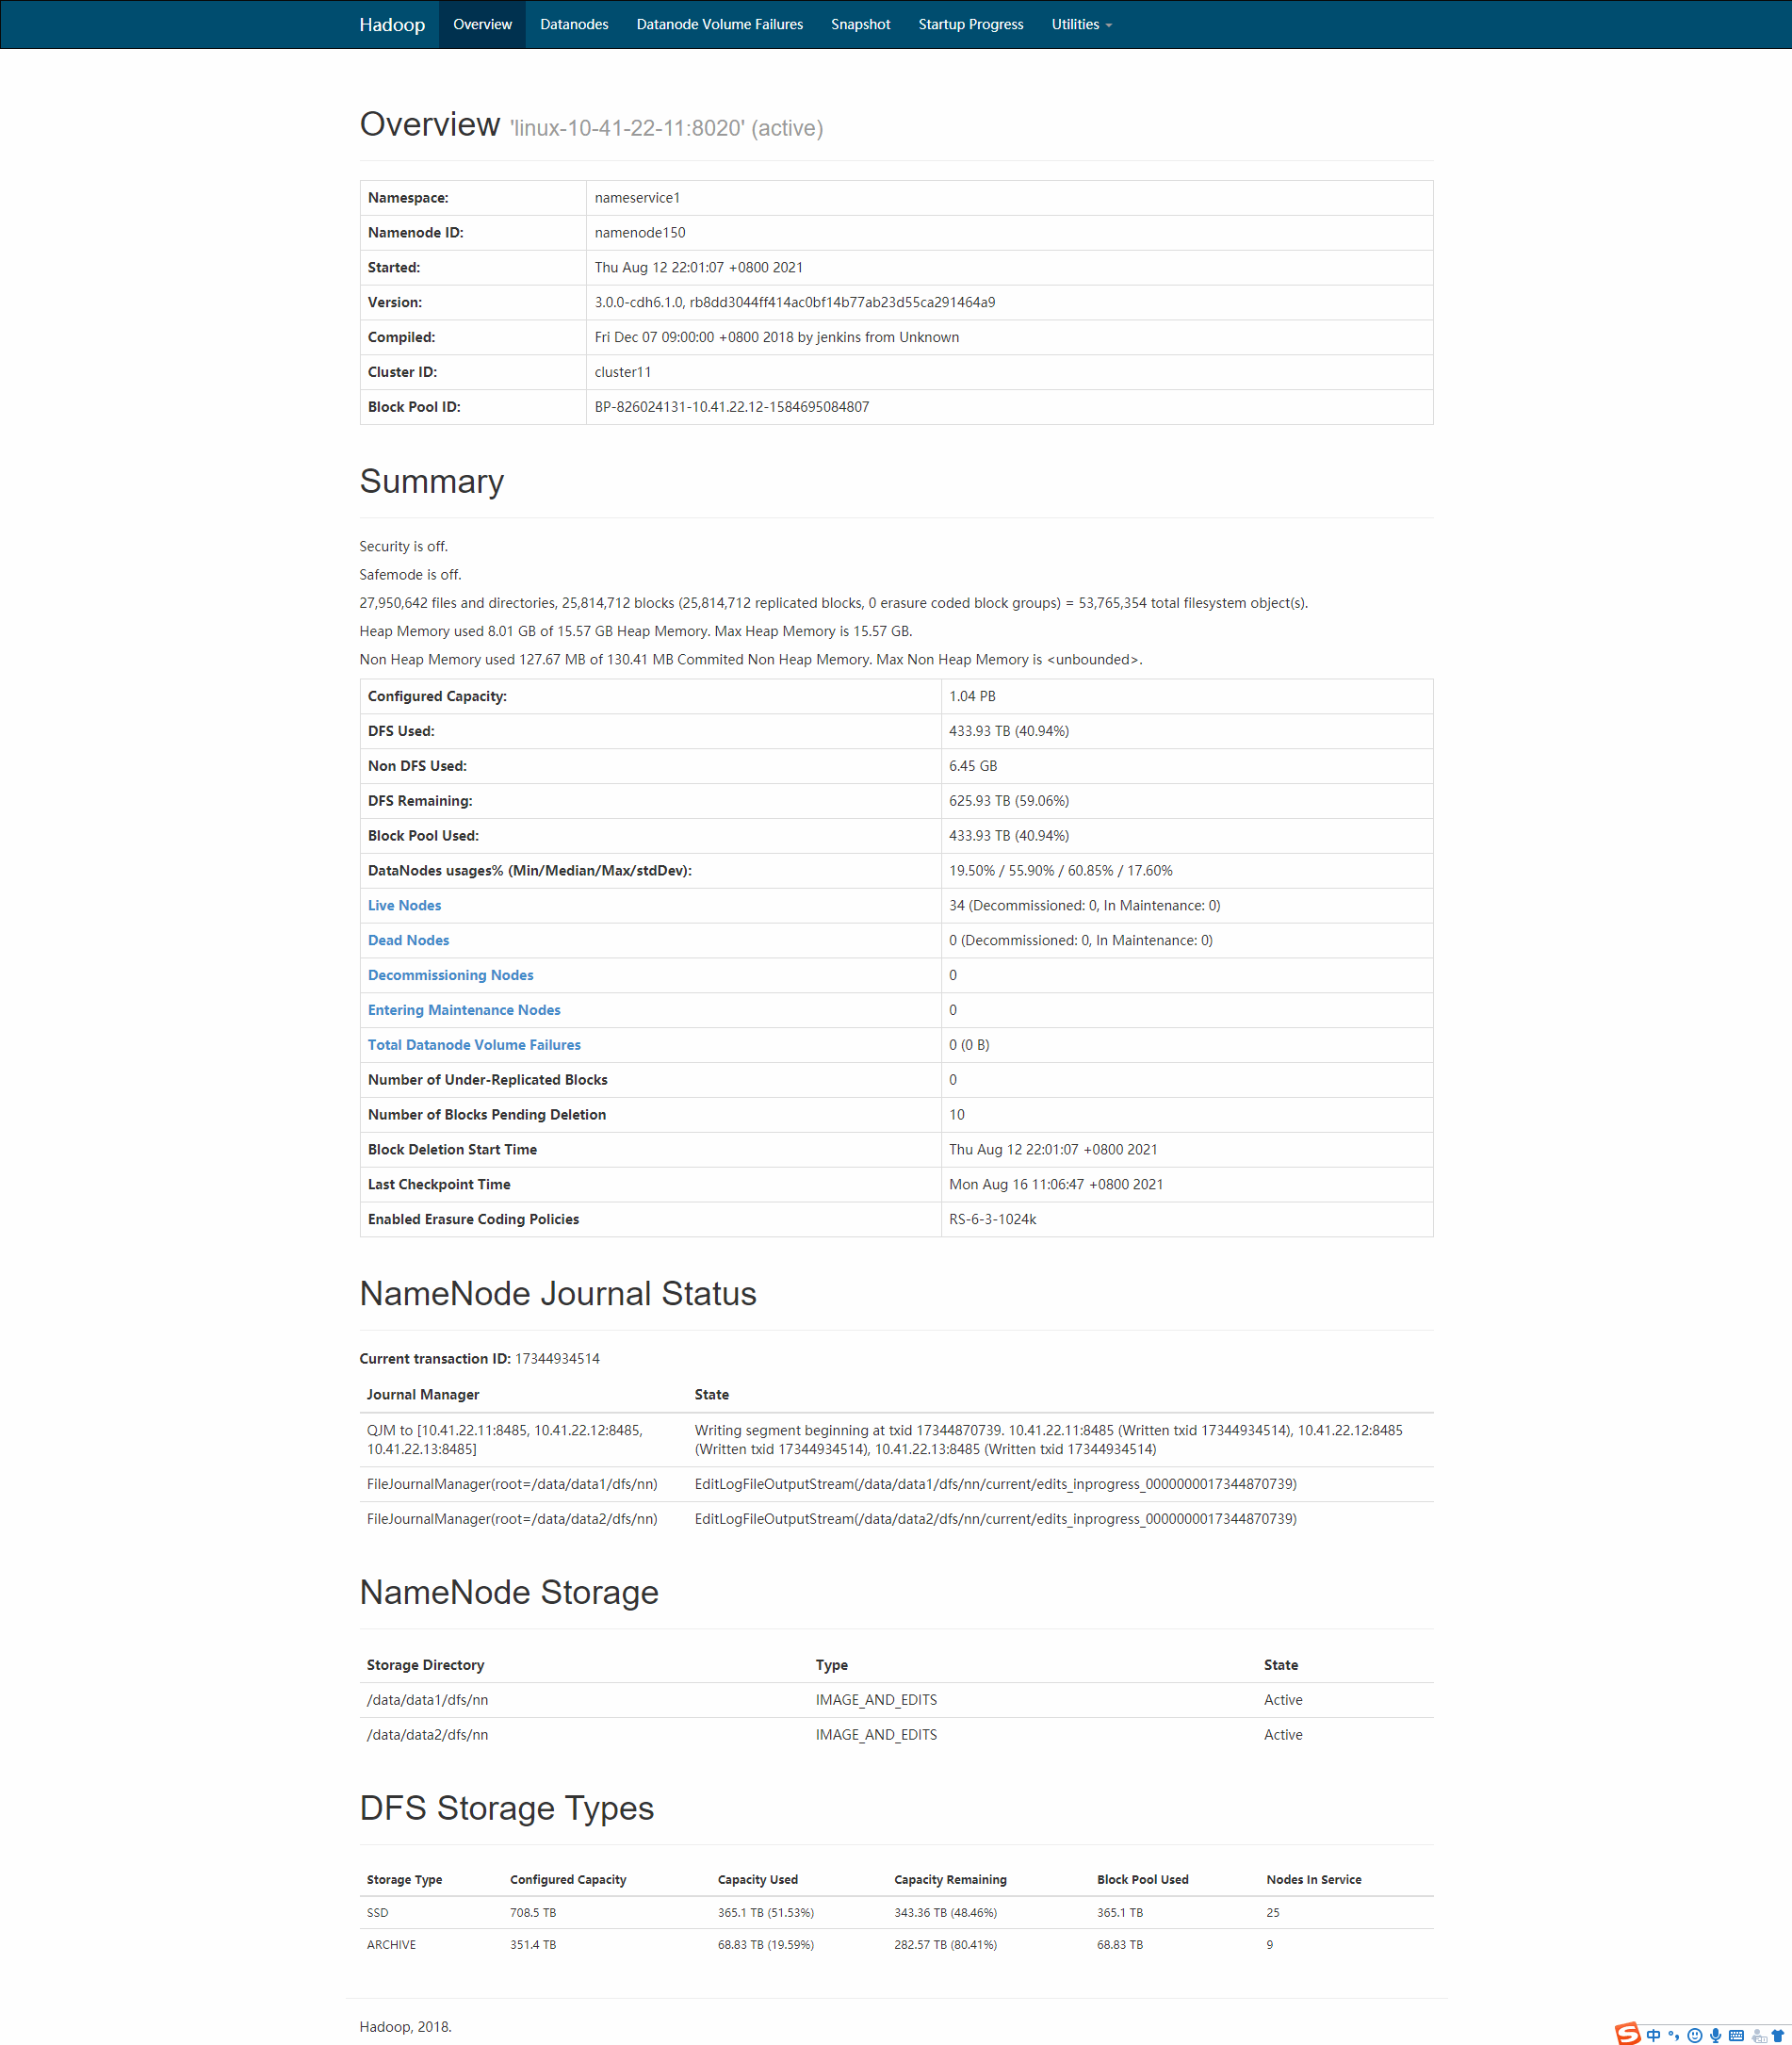 Hadoop Overview Datanodes Datanode Volume Failures Snapshot Startup Progress Utilities
Overview 'linux-10-41-22-11:8020' (active)
Namespace: nameservice1
Namenode ID: namenode150
Started: Thu Aug 12 22:01:07 +0800 2021
Version: 3.0.0-cdh6.1.0, rb8dd3044ff414ac0bf14b77ab23d55ca291464a9
Compiled: Fri Dec 07 09:00:00 +0800 2018 by jenkins from Unknown
Cluster ID: cluster11
Block Pool ID: BP-826024131-10.41.22.12-1584695084807
Summary
Security is off.
Safemode is off.
27,950,642 files and directories, 25,814,712 blocks (25,814,712 replicated blocks, 0 erasure coded block groups) = 53,765,354 total filesystem object(s).
Heap Memory used 8.01 GB of 15.57 GB Heap Memory. Max Heap Memory is 15.57 GB.
Non Heap Memory used 127.67 MB of 130.41 MB Commited Non Heap Memory. Max Non Heap Memory is <unbounded>.
Configured Capacity: 1.04 PB
DFS Used: 433.93 TB (40.94%)
Non DFS Used: 6.45 GB
DFS Remaining: 625.93 TB (59.06%)
Block Pool Used: 433.93 TB (40.94%)
DataNodes usages% (Min/Median/Max/stdDev): 19.50% / 55.90% / 60.85% / 17.60%
Live Nodes 34 (Decommissioned: 0, In Maintenance: 0)
Dead Nodes 0 (Decommissioned: 0, In Maintenance: 0)
Decommissioning Nodes 0
Entering Maintenance Nodes 0
Total Datanode Volume Failures 0 (0 B)
Number of Under-Replicated Blocks 0
Number of Blocks Pending Deletion 10
Block Deletion Start Time Thu Aug 12 22:01:07 +0800 2021
Last Checkpoint Time Mon Aug 16 11:06:47 +0800 2021
Enabled Erasure Coding Policies RS-6-3-1024k
NameNode Journal Status
Current transaction ID: 17344934514
Journal Manager State
QJM to [10.41.22.11:8485, 10.41.22.12:8485, Writing segment beginning at txid 17344870739. 10.41.22.11:8485 (Written txid 17344934514), 10.41.22.12:8485
10.41.22.13:8485] (Written txid 17344934514), 10.41.22.13:8485 (Written txid 17344934514)
FileJournalManager(root=/data/data1/dfs/nn) EditLogFileOutputStream(/data/data1/dfs/nn/current/edits_inprogress_0000000017344870739)
FileJournalManager(root=/data/data2/dfs/nn) EditLogFileOutputStream(/data/data2/dfs/nn/current/edits_inprogress_0000000017344870739)
NameNode Storage
Storage Directory Type State
/data/data1/dfs/nn IMAGE_AND_EDITS Active
/data/data2/dfs/nn IMAGE_AND_EDITS Active
DFS Storage Types
Storage Type Configured Capacity Capacity Used Capacity Remaining Block Pool Used Nodes In Service
SSD 708.5 TB 365.1 TB (51.53%) 343.36 TB (48.46%) 365.1 TB 25
ARCHIVE 351.4 TB 68.83 TB (19.59%) 282.57 TB (80.41%) 68.83 TB 9
Hadoop, 2018.
S 中